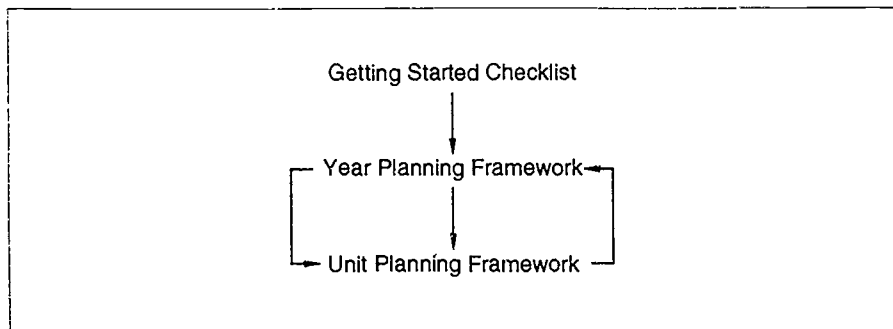 Getting Started Checklist
Year Planning Framework
Unit Planning Framework